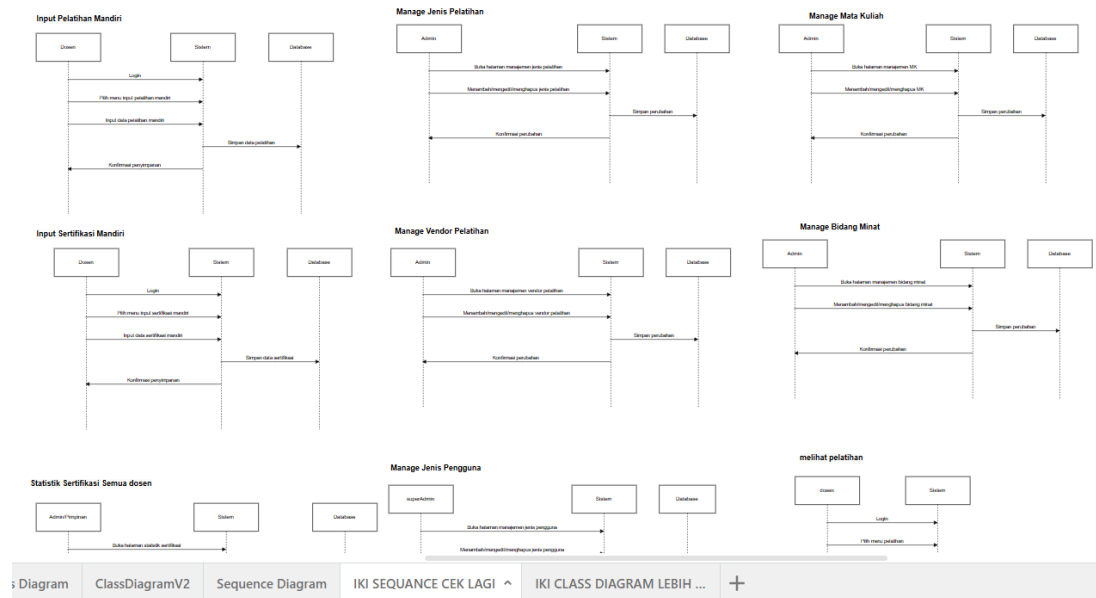 Input Pelatihan Mandiri
Dosen
Sistem
Database
Login
Pilih menu input pelatihan mandiri
Input data pelatihan mandiri
Simpan data pelatihan
Konfirmasi penyimpanan
Manage Jenis Pelatihan
Admin
Sistem
Database
Buka halaman manajemen jenis pelatihan
Menambah/mengedit/menghapus jenis pelatihan
Simpan perubahan
Konfirmasi perubahan
Manage Mata Kuliah
Admin
Sistem
Database
Buka halaman manajemen MK
Menambah/mengedit/menghapus MK
Simpan perubahan
Konfirmasi perubahan
Input Sertifikasi Mandiri
Dosen
Sistem
Database
Login
Pilih menu input sertifikasi mandiri
Input data sertifikasi mandiri
Simpan data sertifikasi
Konfirmasi penyimpanan
Manage Vendor Pelatihan
Admin
Sistem
Database
Buka halaman manajemen vendor pelatihan
Menambah/mengedit/menghapus vendor pelatihan
Simpan perubahan
Konfirmasi perubahan
Manage Bidang Minat
Admin
Sistem
Database
Buka halaman manajemen bidang minat
Menambah/mengedit/menghapus bidang minat
Simpan perubahan
Konfirmasi perubahan
Statistik Sertifikasi Semua dosen
Admin/Pimpinan
Sistem
Database
Buka halaman statistik sertifikasi
Manage Jenis Pengguna
superAdmin
Sistem
Database
Buka halaman manajemen jenis pengguna
Menambah/mengedit/menghapus jenis pengguna
melihat pelatihan
dosen
Sistem
Login
Pilih menu pelatihan
s Diagram
ClassDiagramV2
Sequence Diagram
IKI SEQUANCE CEK LAGI
IKI CLASS DIAGRAM LEBIH ...